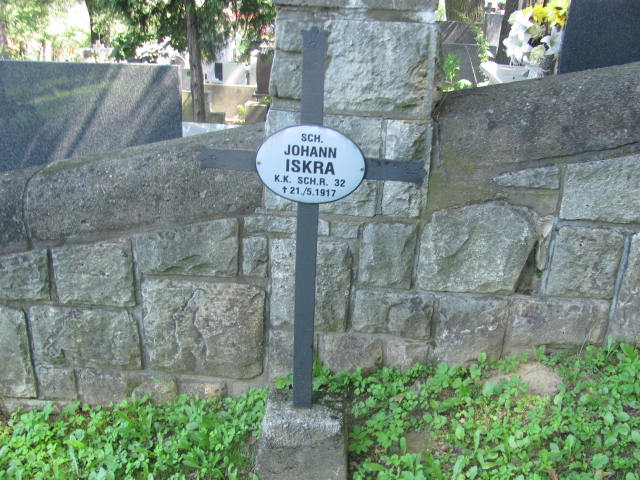 SCH.
JOHANN
ISKRA
K.K. SCH.R. 32
† 21./5.1917